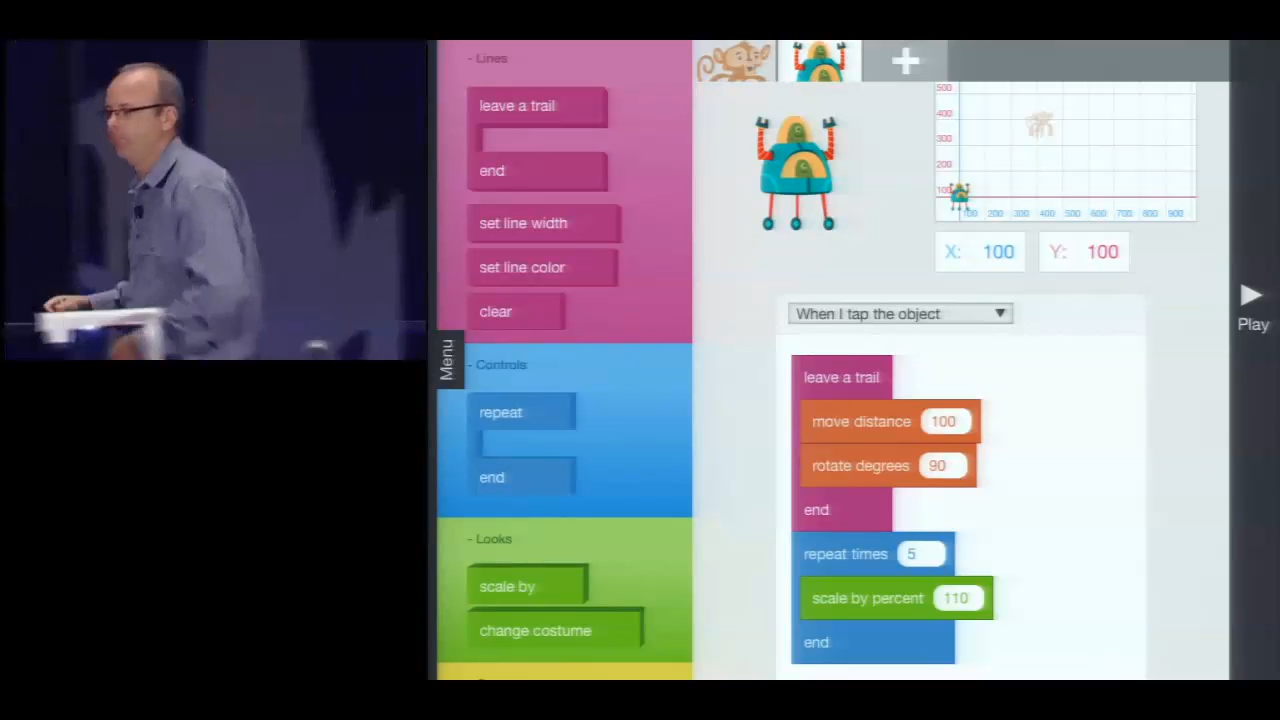 - Lines
leave a trail
end
set line width
set line color
clear
Menu
- Controls
repeat
end
- Looks
scale by
change costume
+
500
400
300
200
100
100 200 300 400 500 600 700 800 900
X: 100 Y: 100
When I tap the object
leave a trail
move distance 100
rotate degrees 90
end
repeat times 5
scale by percent 110
end
Play